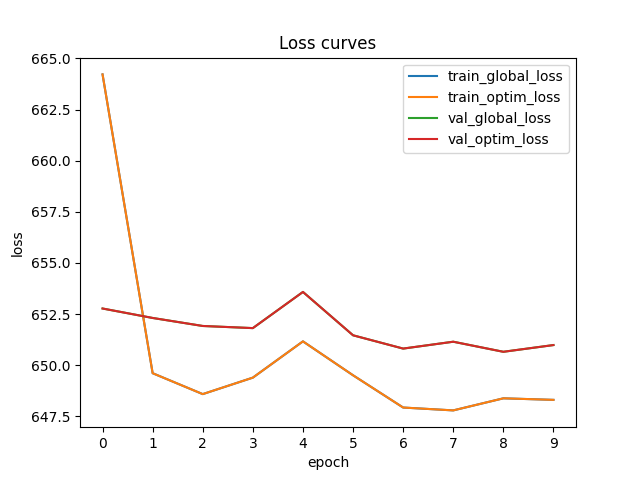 Loss curves
665.0
662.5
660.0
657.5
655.0
652.5
650.0
647.5
loss
train_global_loss
train_optim_loss
val_global_loss
val_optim_loss
0 1 2 3 4 5 6 7 8 9
epoch